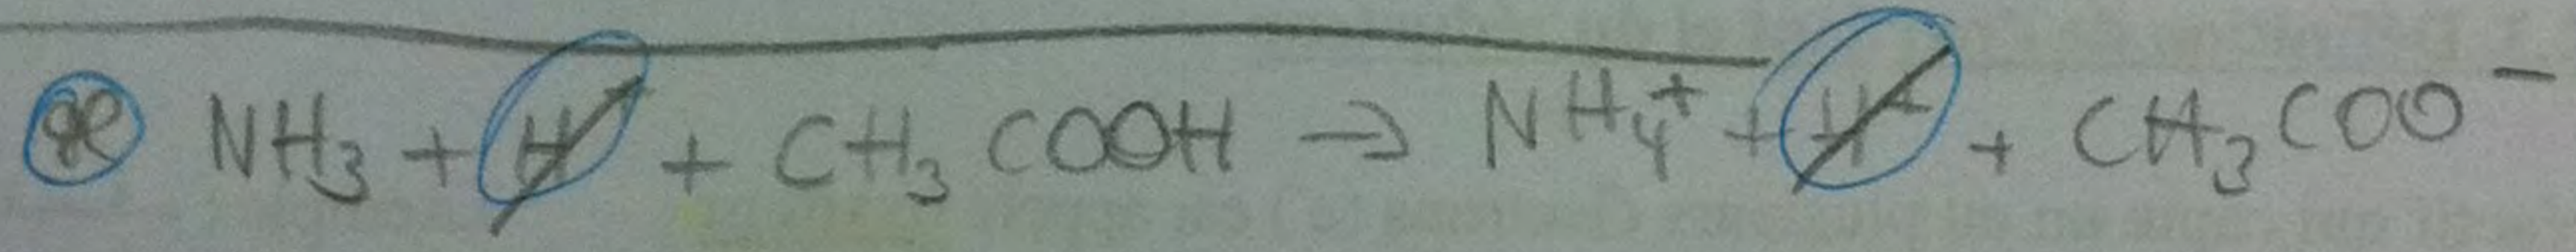 NH₃ + H⁺ + CH₃COOH → NH₄⁺ + H⁺ + CH₃COO⁻